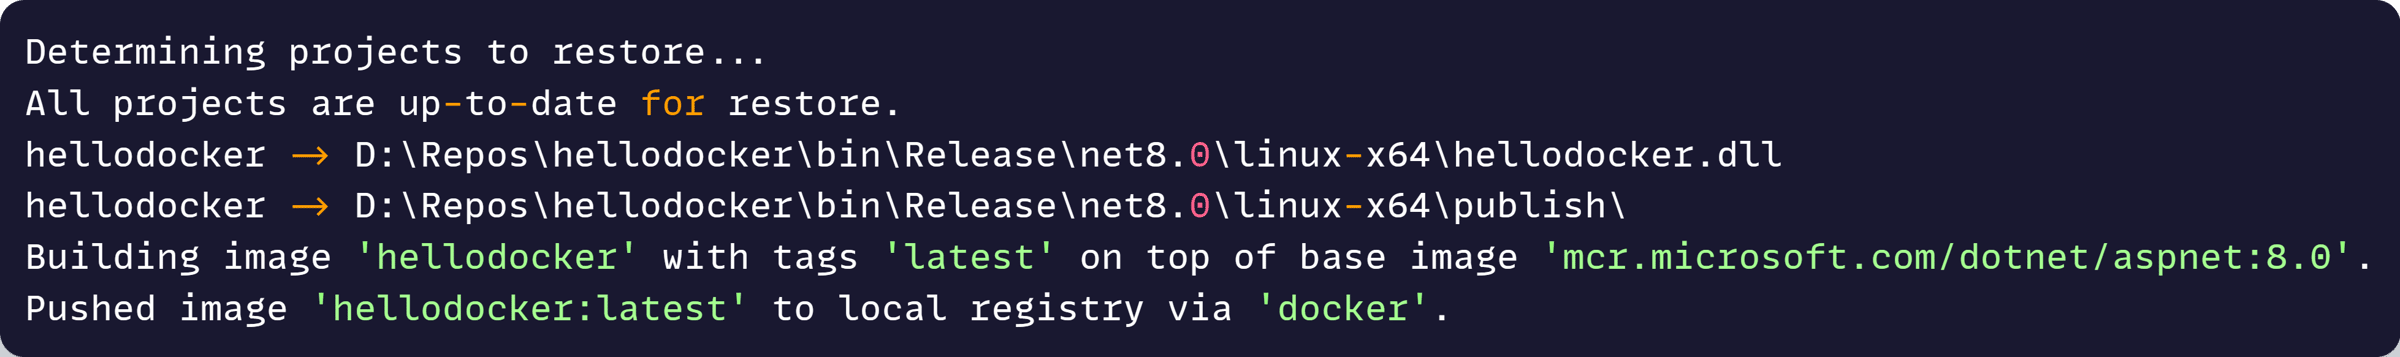 Determining projects to restore...
All projects are up-to-date for restore.
hellodocker -> D:\Repos\hellodocker\bin\Release\net8.0\linux-x64\hellodocker.dll
hellodocker -> D:\Repos\hellodocker\bin\Release\net8.0\linux-x64\publish\
Building image 'hellodocker' with tags 'latest' on top of base image 'mcr.microsoft.com/dotnet/aspnet:8.0'.
Pushed image 'hellodocker:latest' to local registry via 'docker'.